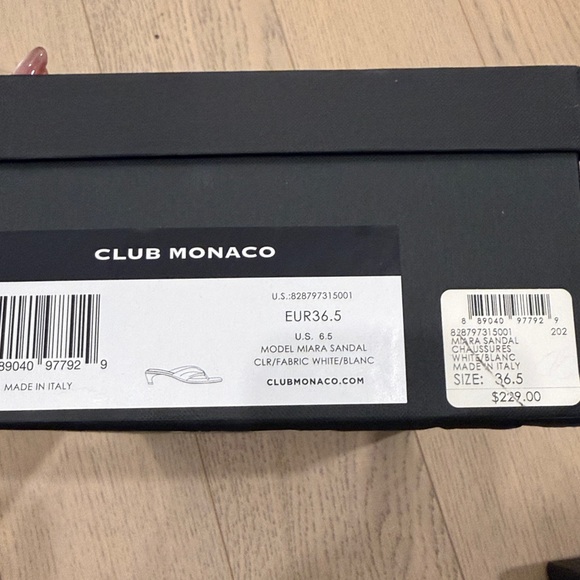 CLUB MONACO
U.S.:828797315001
EUR36.5
U.S. 6.5
MODEL MIARA SANDAL
CLR/FABRIC WHITE/BLANC
CLUBMONACO.COM
89040 97792 9
MADE IN ITALY
8 89040 97792 9
828797315001 202
MIARA SANDAL
CHAUSSURES
WHITE/BLANC
MADE IN ITALY
SIZE: 36.5
$229.00